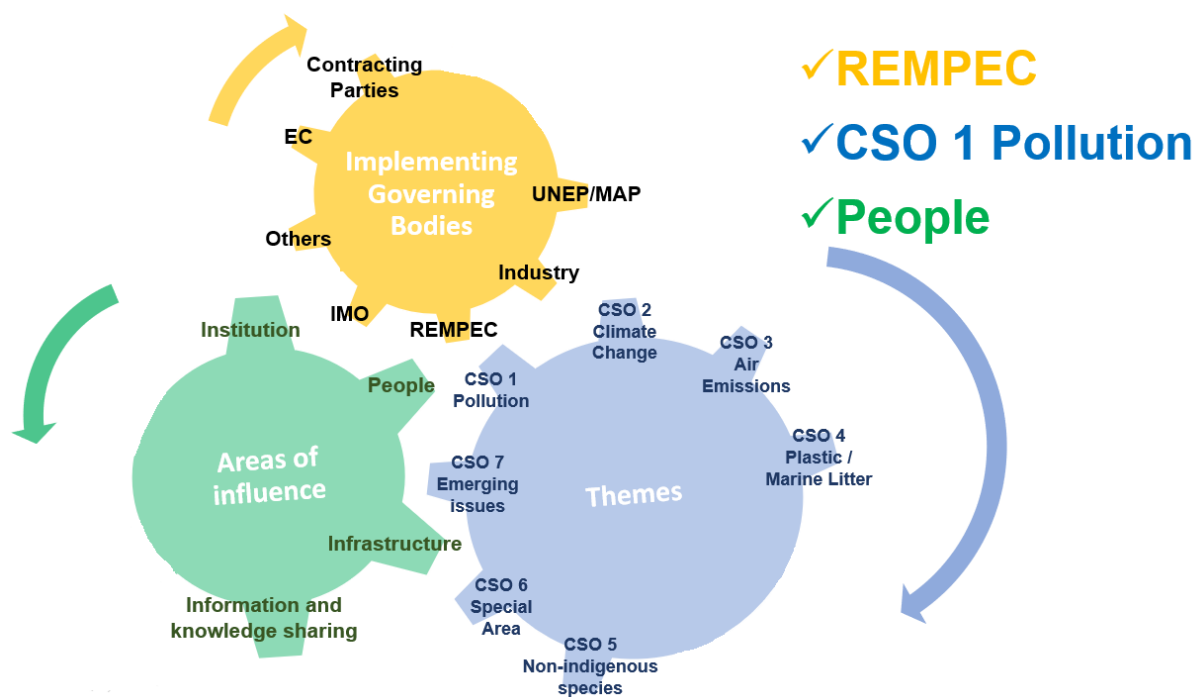 Contracting
Parties
EC
Implementing
Governing
Bodies
UNEP/MAP
Others
Industry
IMO
REMPEC
✓REMPEC
✓CSO 1 Pollution
✓People
Institution
People
Areas of
influence
Infrastructure
Information and
knowledge sharing
CSO 1
Pollution
CSO 2
Climate
Change
CSO 3
Air
Emissions
CSO 4
Plastic /
Marine Litter
CSO 7
Emerging
issues
Themes
CSO 6
Special
Area
CSO 5
Non-indigenous
species